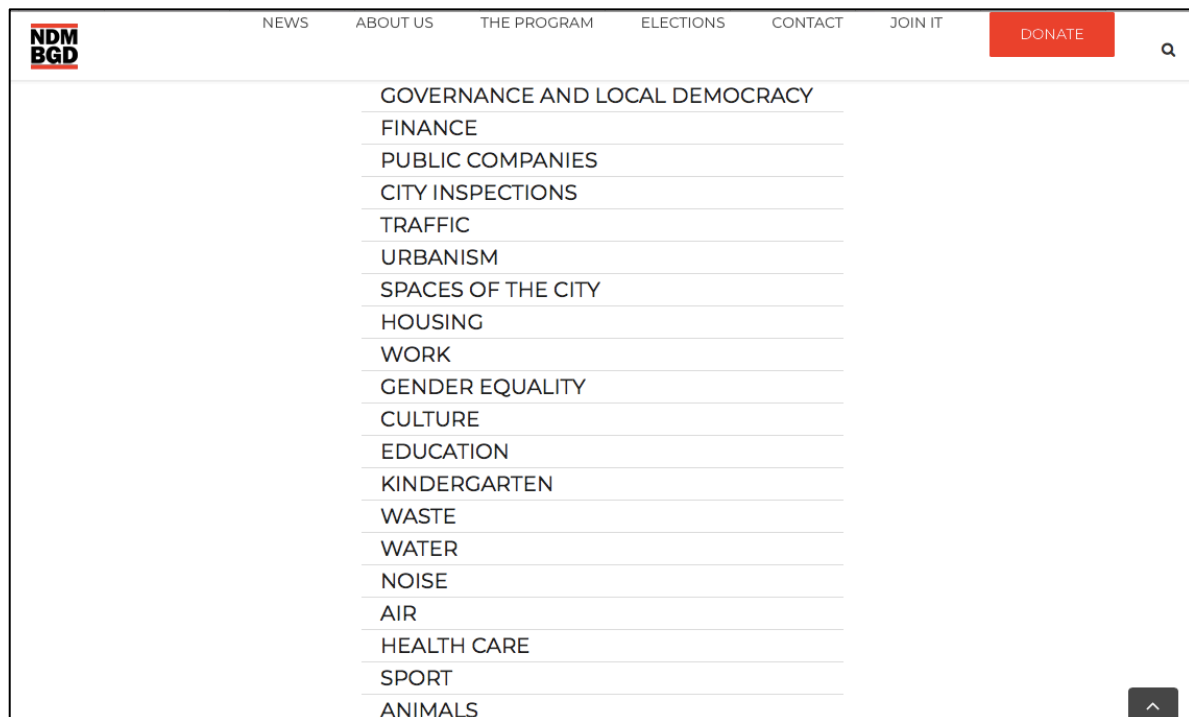 NDM
BGD
NEWS ABOUT US THE PROGRAM ELECTIONS CONTACT JOIN IT DONATE
GOVERNANCE AND LOCAL DEMOCRACY
FINANCE
PUBLIC COMPANIES
CITY INSPECTIONS
TRAFFIC
URBANISM
SPACES OF THE CITY
HOUSING
WORK
GENDER EQUALITY
CULTURE
EDUCATION
KINDERGARTEN
WASTE
WATER
NOISE
AIR
HEALTH CARE
SPORT
ANIMALS